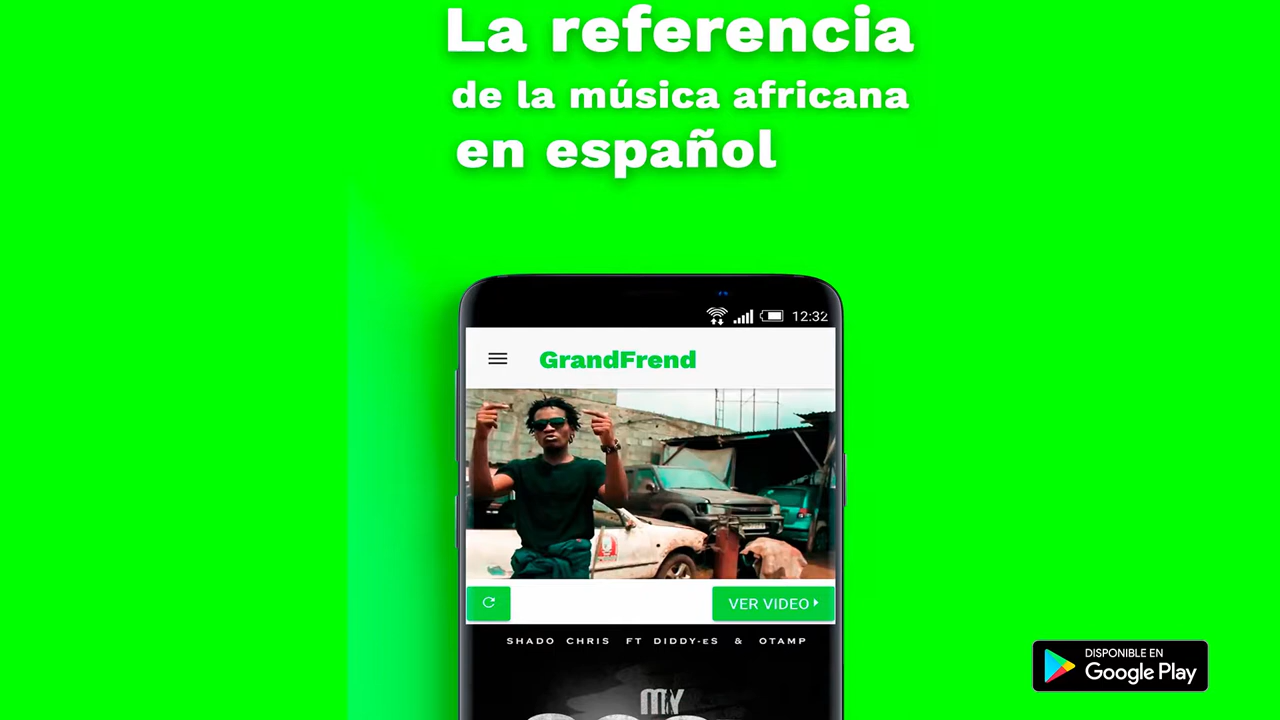 La referencia
de la música africana
en español
12:32
GrandFrend
VER VIDEO
SHADO CHRIS FT DIDDY-ES & OTAMP
MY
DISPONIBLE EN
Google Play